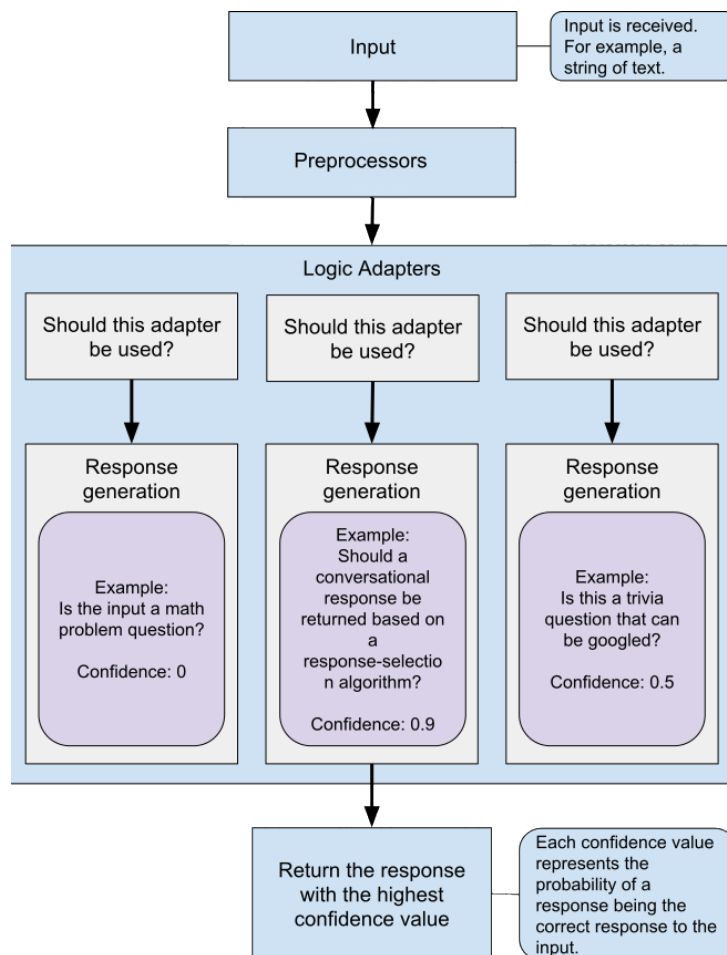 Input
Input is received.
For example, a
string of text.
Preprocessors
Logic Adapters
Should this adapter
be used?
Should this adapter
be used?
Should this adapter
be used?
Response
generation
Example:
Is the input a math
problem question?
Confidence: 0
Response
generation
Example:
Should a
conversational
response be
returned based on
a
response-selectio
n algorithm?
Confidence: 0.9
Response
generation
Example:
Is this a trivia
question that can
be googled?
Confidence: 0.5
Return the response
with the highest
confidence value
Each confidence value
represents the
probability of a
response being the
correct response to the
input.